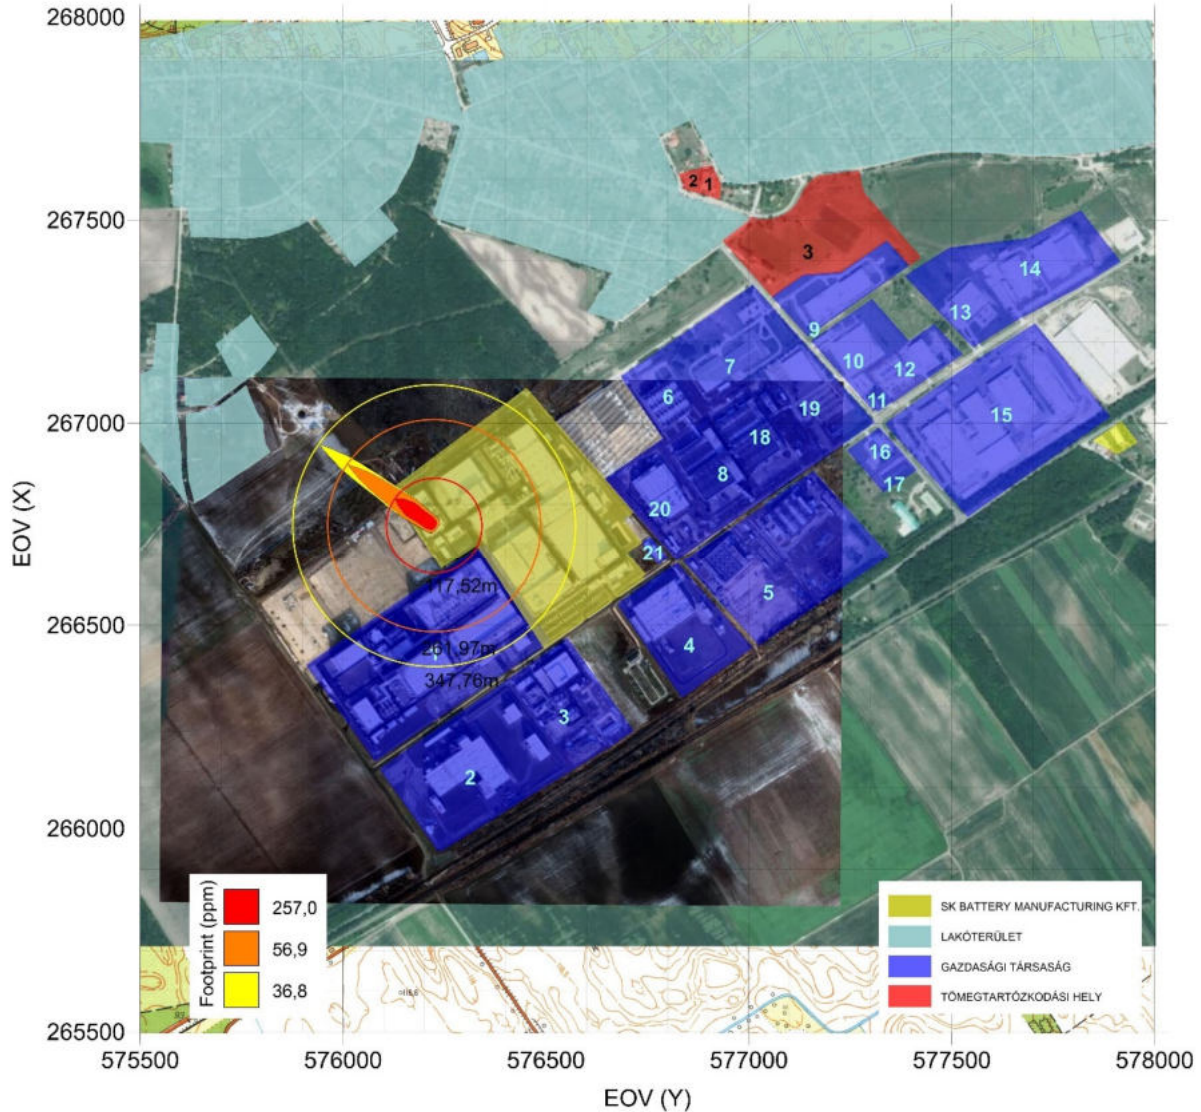 268000
267500
267000
266500
266000
265500
EOV (X)
2 1
3
14
13
9
10
12
11
7
6
19
15
18
16
8
17
20
21
5
4
117,52m
261,97m
1
347,76m
3
2
Footprint (ppm)
257,0
56,9
36,8
SK BATTERY MANUFACTURING KFT.
LAKÓTERÜLET
GAZDASÁGI TÁRSASÁG
TÖMEGTARTÓZKODÁSI HELY
575500 576000 576500 577000 577500 578000
EOV (Y)